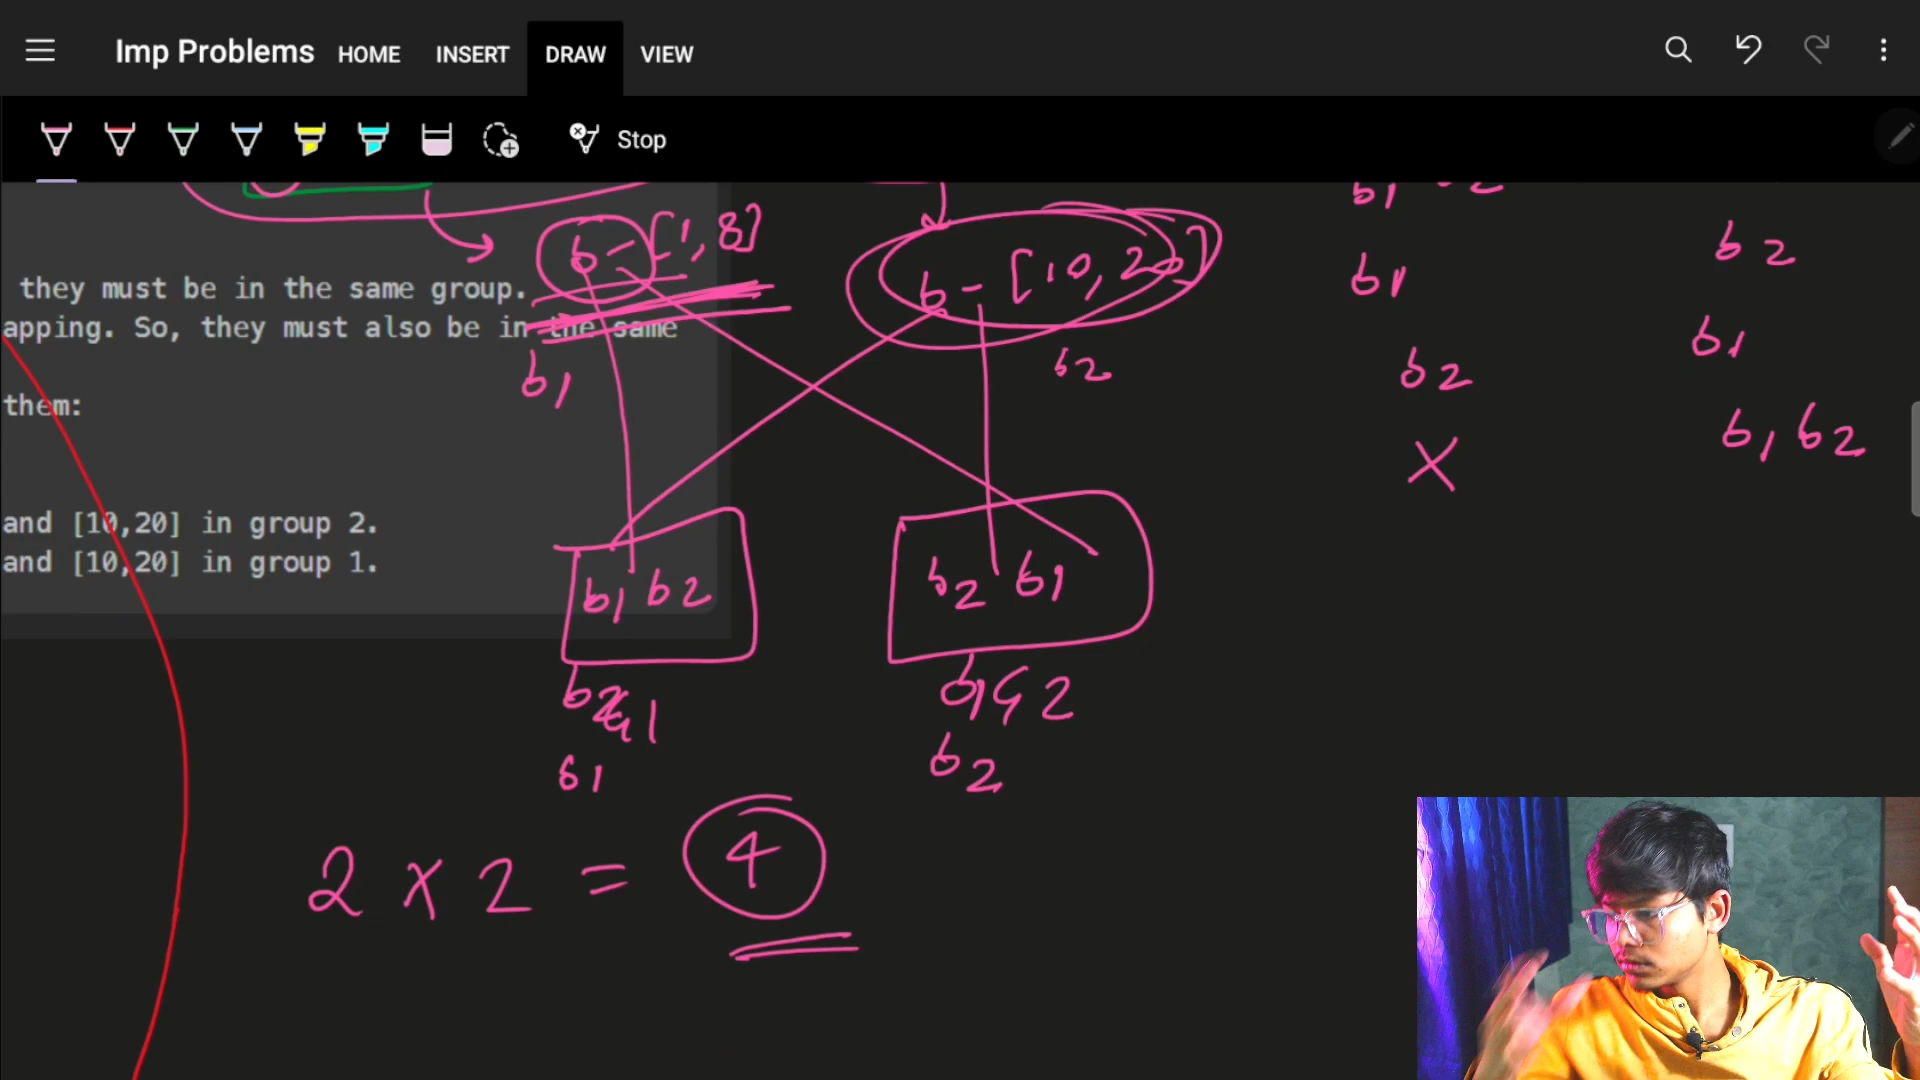 Imp Problems HOME INSERT DRAW VIEW
Stop
b1
b - [1, 8]
b - [10, 20]
b2
they must be in the same group.
b1
apping. So, they must also be in the same
b1
b1
b2
b2
them:
b1 b2
X
and [10,20] in group 2.
and [10,20] in group 1.
b1 b2
b2 b1
b1 G2
b1
b2
2 x 2 = 4